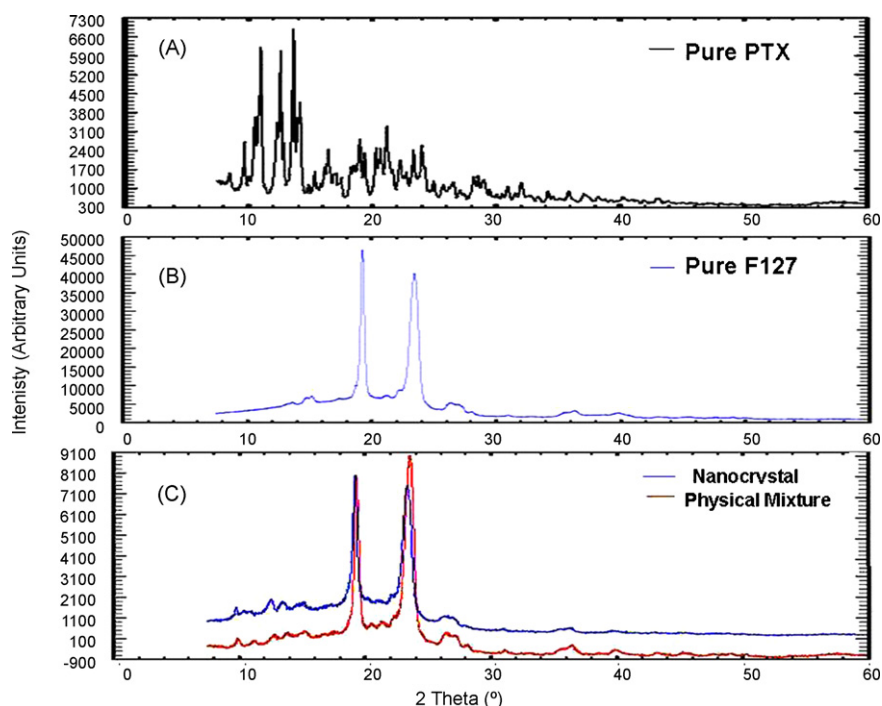 Intenisty (Arbitrary Units)
(A)
Pure PTX
7300
6600
5900
5200
4500
3800
3100
2400
1700
1000
300
0 10 20 30 40 50 60
(B)
Pure F127
50000
45000
40000
35000
30000
25000
20000
15000
10000
5000
0
0 10 20 30 40 50 60
(C)
Nanocrystal
Physical Mixture
9100
8100
7100
6100
5100
4100
3100
2100
1100
100
-900
0 10 20 30 40 50 60
2 Theta (º)